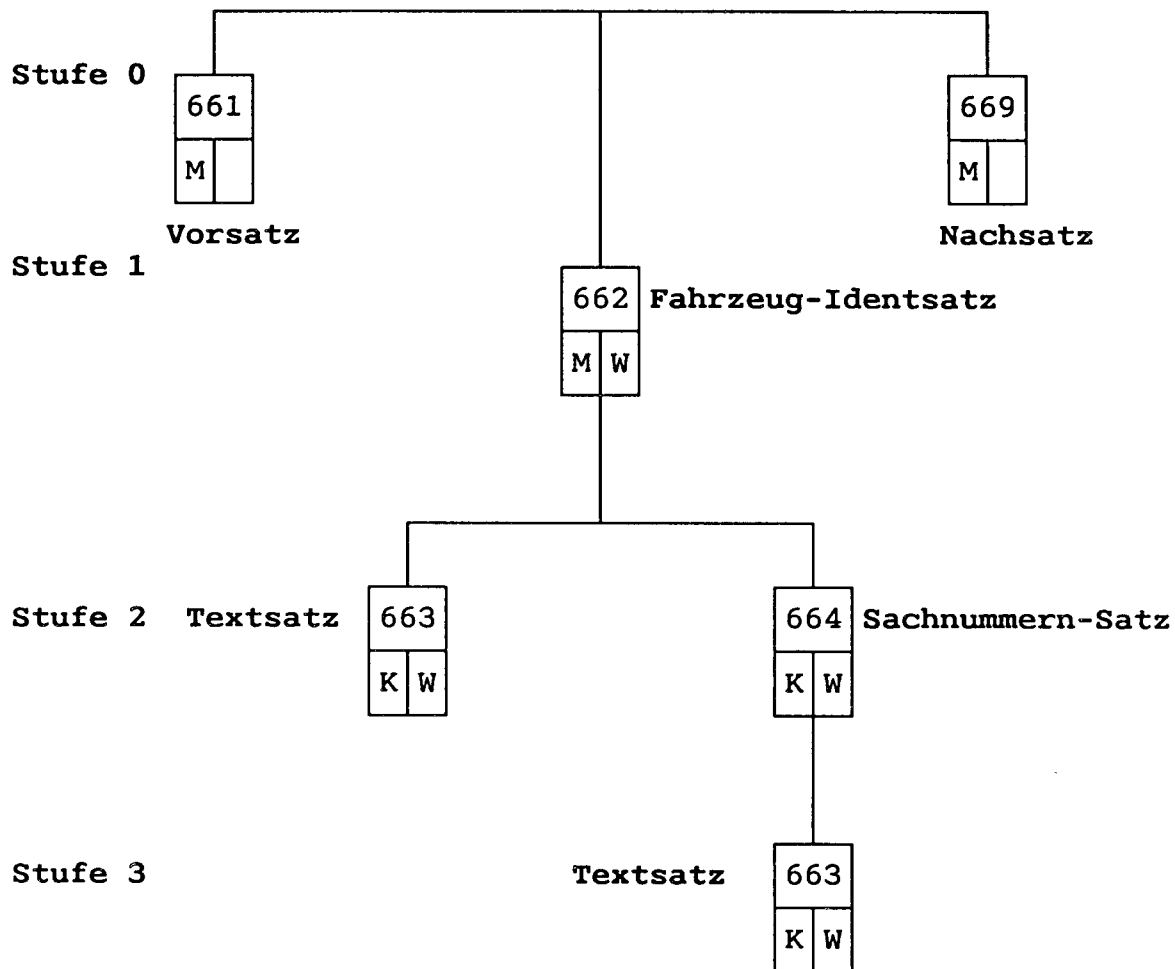 Stufe 0
661
669
M
M
Vorsatz
Nachsatz
Stufe 1
662 Fahrzeug-Identsatz
M W
Stufe 2 Textsatz 663
664 Sachnummern-Satz
K W
K W
Stufe 3
Textsatz 663
K W